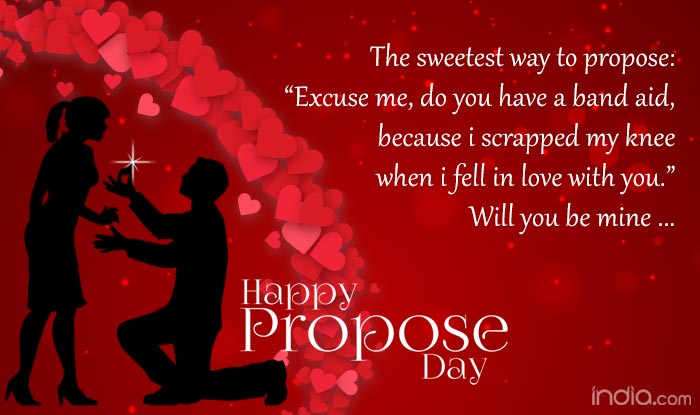 The sweetest way to propose:
“Excuse me, do you have a band aid,
because i scrapped my knee
when i fell in love with you.”
Will you be mine ...
Happy
Propose
Day
india.com